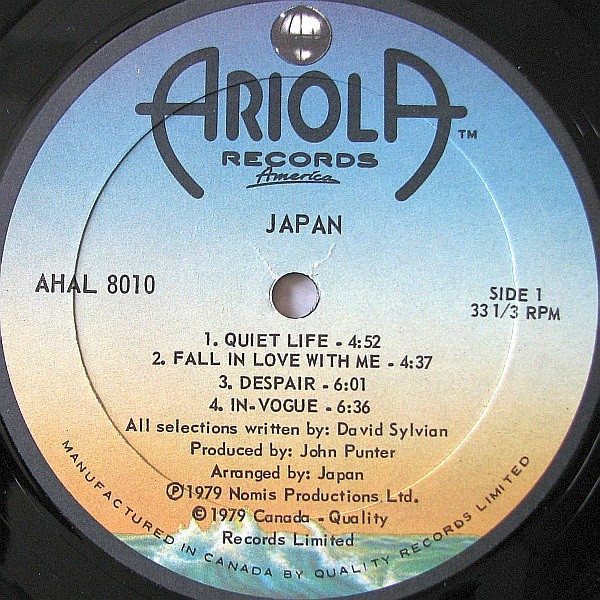 ARIOLA TM
RECORDS
America
JAPAN
AHAL 8010
SIDE 1
33 1/3 RPM
1. QUIET LIFE - 4:52
2. FALL IN LOVE WITH ME - 4:37
3. DESPAIR - 6:01
4. IN-VOGUE - 6:36
All selections written by: David Sylvian
Produced by: John Punter
Arranged by: Japan
℗1979 Nomis Productions Ltd.
©1979 Canada - Quality
Records Limited
MANUFACTURED IN CANADA BY QUALITY RECORDS LIMITED